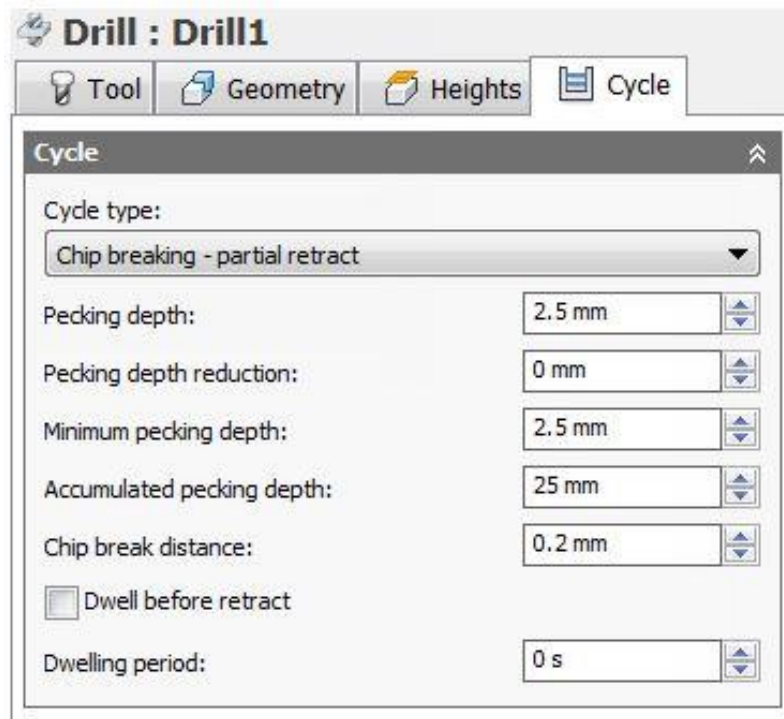 Drill : Drill1
Tool Geometry Heights Cycle
Cycle
Cycle type:
Chip breaking - partial retract
Pecking depth: 2.5 mm
Pecking depth reduction: 0 mm
Minimum pecking depth: 2.5 mm
Accumulated pecking depth: 25 mm
Chip break distance: 0.2 mm
Dwell before retract
Dwelling period: 0 s